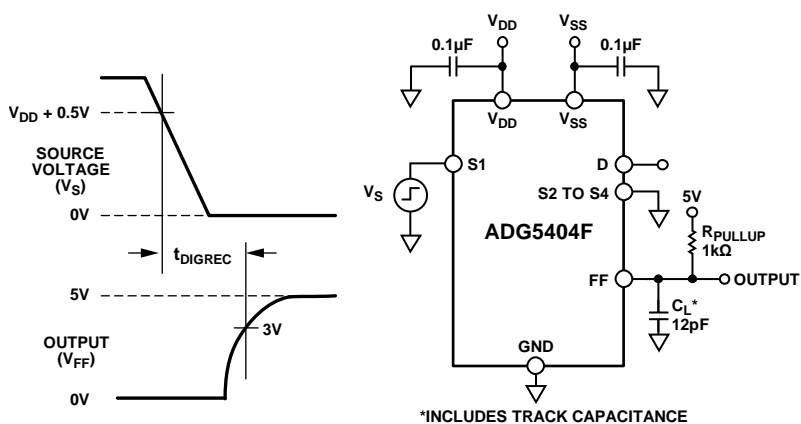 V_DD + 0.5V
SOURCE
VOLTAGE
(V_S)
0V
t_DIGREC
5V
3V
OUTPUT
(V_FF)
0V
V_DD
V_SS
0.1µF
0.1µF
V_DD
V_SS
S1
D
V_S
S2 TO S4
5V
ADG5404F
R_PULLUP
1kΩ
FF
OUTPUT
C_L*
12pF
GND
*INCLUDES TRACK CAPACITANCE